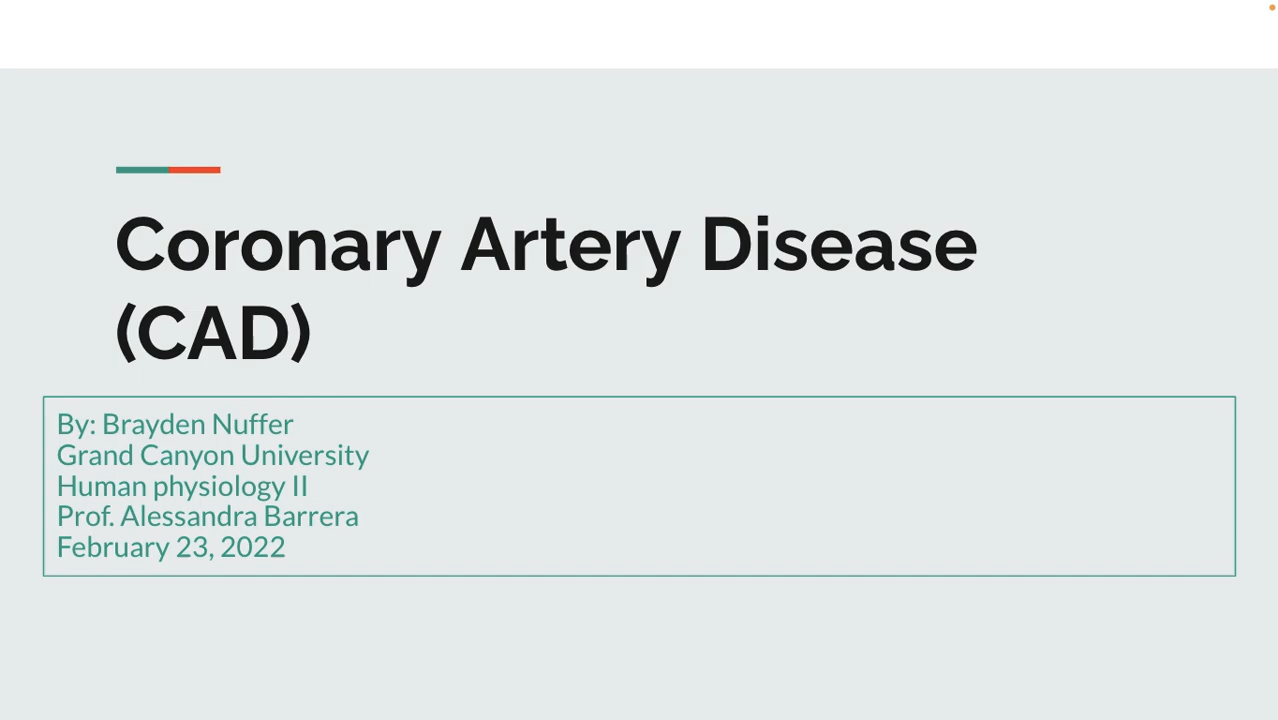 Coronary Artery Disease
(CAD)
By: Brayden Nuffer
Grand Canyon University
Human physiology II
Prof. Alessandra Barrera
February 23, 2022